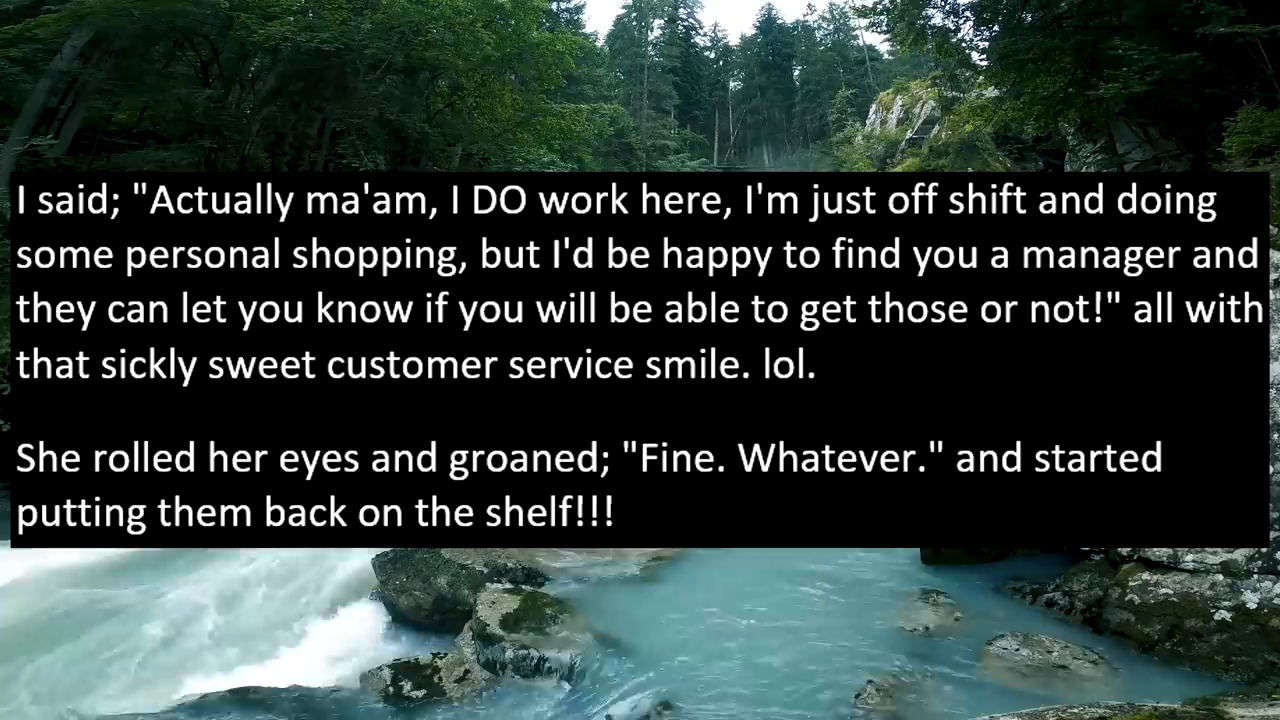 I said; "Actually ma'am, I DO work here, I'm just off shift and doing
some personal shopping, but I'd be happy to find you a manager and
they can let you know if you will be able to get those or not!" all with
that sickly sweet customer service smile. lol.
She rolled her eyes and groaned; "Fine. Whatever." and started
putting them back on the shelf!!!